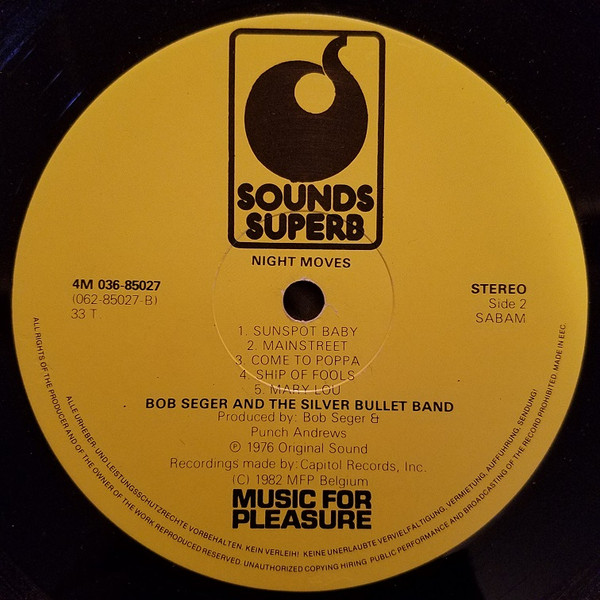 SOUNDS
SUPERB
NIGHT MOVES
4M 036-85027
(062-85027-B)
33 T
STEREO
Side 2
SABAM
1. SUNSPOT BABY
2. MAINSTREET
3. COME TO POPPA
4. SHIP OF FOOLS
5. MARY LOU
BOB SEGER AND THE SILVER BULLET BAND
Produced by: Bob Seger &
Punch Andrews
℗ 1976 Original Sound
Recordings made by: Capitol Records, Inc.
(C) 1982 MFP Belgium
MUSIC FOR
PLEASURE
ALLE URHEBER- UND LEISTUNGSSCHUTZRECHTE VORBEHALTEN. KEIN VERLEIH! KEINE UNERLAUBTE VERVIELFÄLTIGUNG, VERMIETUNG, AUFFÜHRUNG, SENDUNG!
ALL RIGHTS OF THE PRODUCER AND OF THE OWNER OF THE WORK REPRODUCED RESERVED. UNAUTHORIZED COPYING HIRING PUBLIC PERFORMANCE AND BROADCASTING OF THE RECORD PROHIBITED. MADE IN EEC.